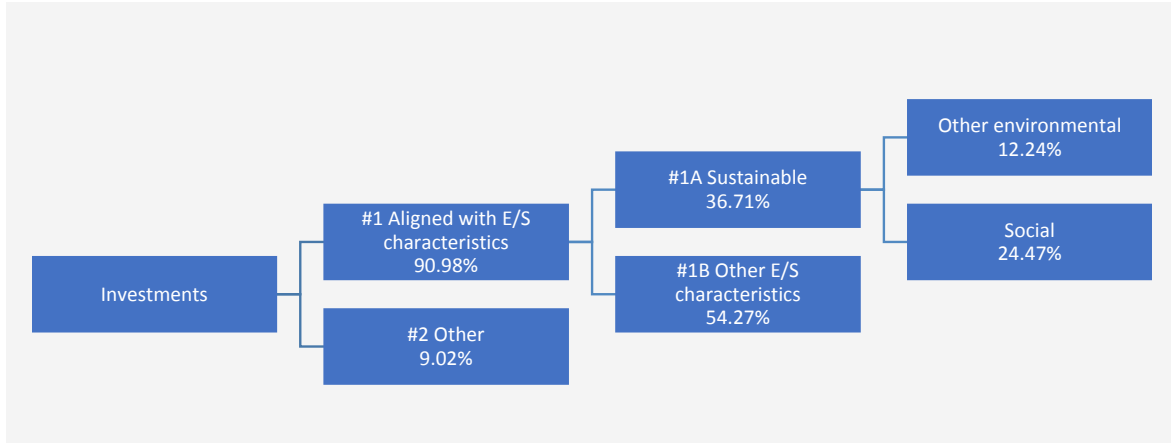 Investments
#1 Aligned with E/S
characteristics
90.98%
#2 Other
9.02%
#1A Sustainable
36.71%
#1B Other E/S
characteristics
54.27%
Other environmental
12.24%
Social
24.47%